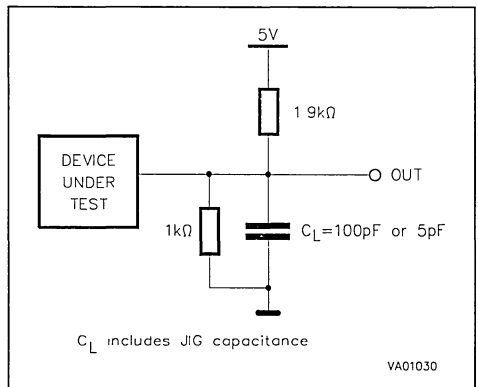 5V
1 9kΩ
DEVICE
UNDER
TEST
OUT
1kΩ
CL=100pF or 5pF
CL includes JIG capacitance
VA01030